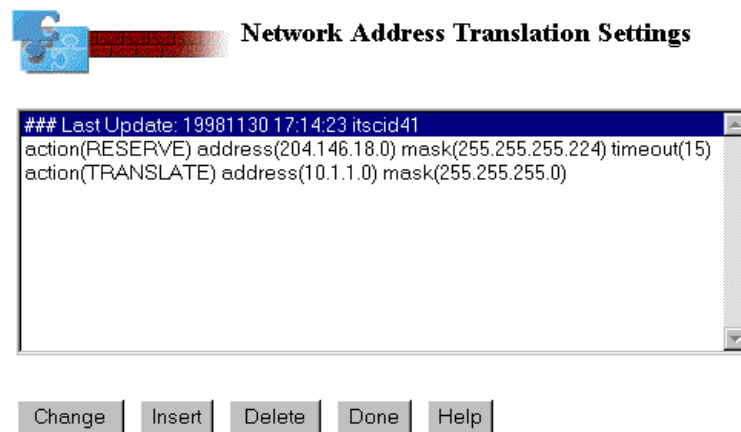 Network Address Translation Settings
### Last Update: 19981130 17:14:23 itscid41
action(RESERVE) address(204.146.18.0) mask(255.255.255.224) timeout(15)
action(TRANSLATE) address(10.1.1.0) mask(255.255.255.0)
Change Insert Delete Done Help